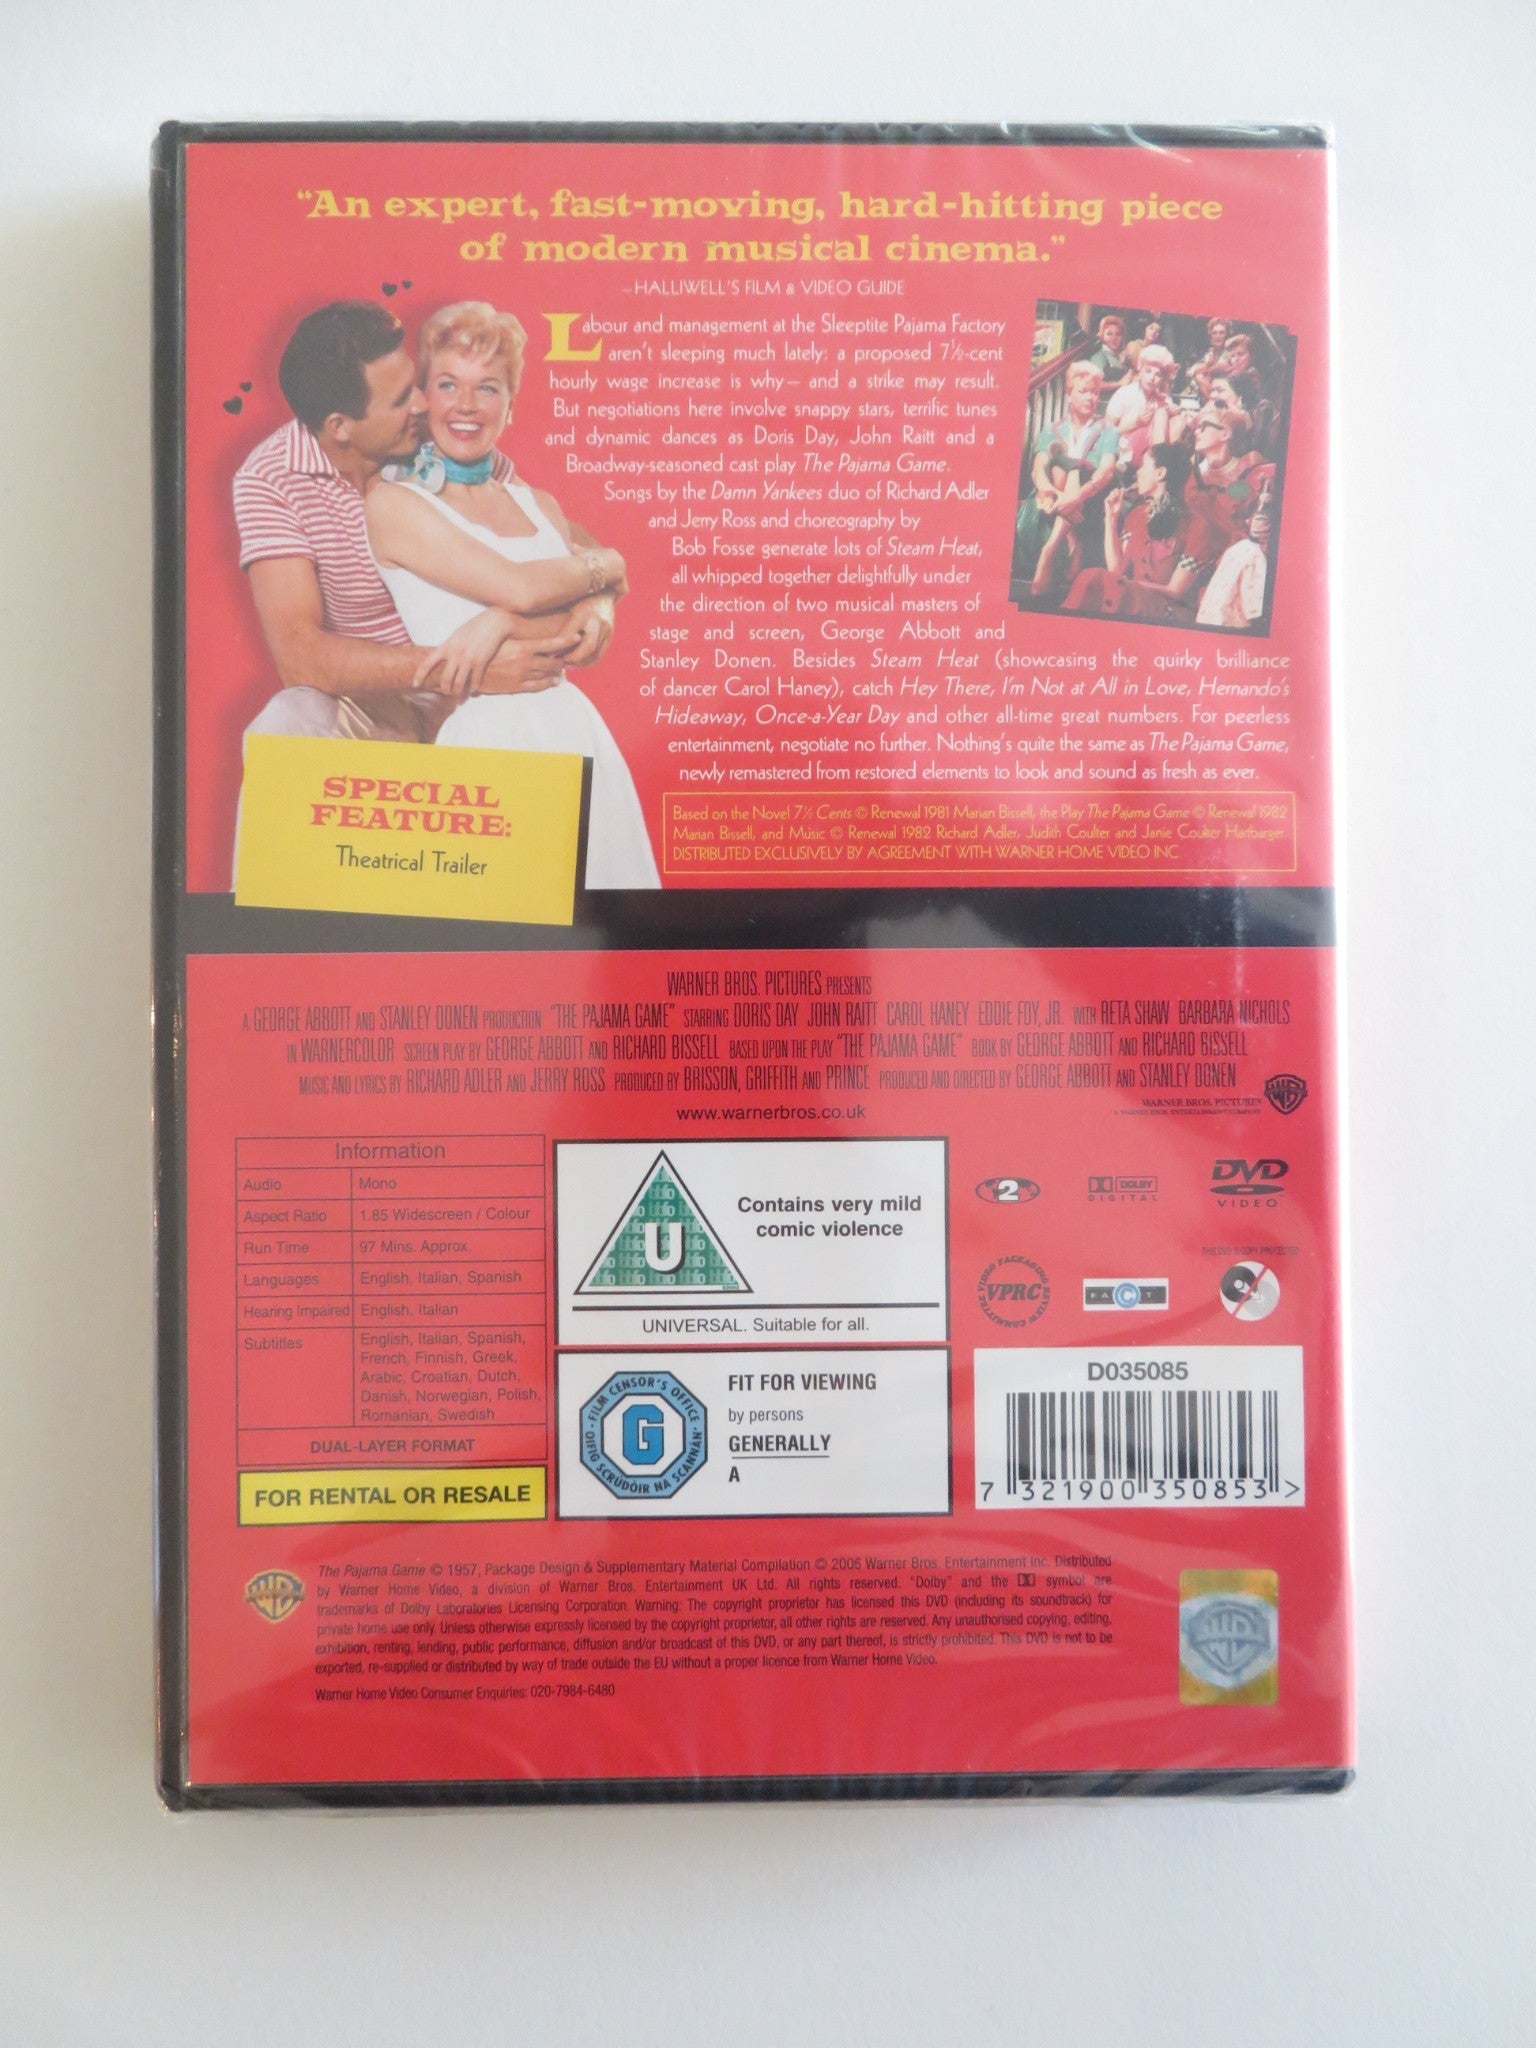 “An expert, fast-moving, hard-hitting piece
of modern musical cinema.”
–HALLIWELL'S FILM & VIDEO GUIDE
Labour and management at the Sleeptite Pajama Factory
aren't sleeping much lately: a proposed 7½-cent
hourly wage increase is why – and a strike may result.
But negotiations here involve snappy stars, terrific tunes
and dynamic dances as Doris Day, John Raitt and a
Broadway-seasoned cast play The Pajama Game.
Songs by the Damn Yankees duo of Richard Adler
and Jerry Ross and choreography by
Bob Fosse generate lots of Steam Heat,
all whipped together delightfully under
the direction of two musical masters of
stage and screen, George Abbott and
Stanley Donen. Besides Steam Heat (showcasing the quirky brilliance
of dancer Carol Haney), catch Hey There, I'm Not at All in Love, Hernando's
Hideaway, Once-a-Year Day and other all-time great numbers. For peerless
entertainment, negotiate no further. Nothing's quite the same as The Pajama Game,
newly remastered from restored elements to look and sound as fresh as ever.
SPECIAL
FEATURE:
Theatrical Trailer
Based on the Novel 7½ Cents © Renewal 1981 Marian Bissell, the Play The Pajama Game © Renewal 1982
Marian Bissell, and Music © Renewal 1982 Richard Adler, Judith Coulter and Janie Coulter Hartbarger.
DISTRIBUTED EXCLUSIVELY BY AGREEMENT WITH WARNER HOME VIDEO INC.
WARNER BROS. PICTURES PRESENTS
A GEORGE ABBOTT AND STANLEY DONEN PRODUCTION "THE PAJAMA GAME" STARRING DORIS DAY JOHN RAITT CAROL HANEY EDDIE FOY, JR. WITH RETA SHAW BARBARA NICHOLS
IN WARNERCOLOR SCREEN PLAY BY GEORGE ABBOTT AND RICHARD BISSELL BASED UPON THE PLAY "THE PAJAMA GAME" BOOK BY GEORGE ABBOTT AND RICHARD BISSELL
MUSIC AND LYRICS BY RICHARD ADLER AND JERRY ROSS PRODUCED BY BRISSON, GRIFFITH AND PRINCE PRODUCED AND DIRECTED BY GEORGE ABBOTT AND STANLEY DONEN
www.warnerbros.co.uk
WARNER BROS. PICTURES
A WARNER BROS. ENTERTAINMENT COMPANY
Information
Audio Mono
Aspect Ratio 1.85 Widescreen / Colour
Run Time 97 Mins. Approx.
Languages English, Italian, Spanish
Hearing Impaired English, Italian
Subtitles English, Italian, Spanish,
French, Finnish, Greek,
Arabic, Croatian, Dutch,
Danish, Norwegian, Polish,
Romanian, Swedish
DUAL-LAYER FORMAT
FOR RENTAL OR RESALE
U
Contains very mild
comic violence
UNIVERSAL. Suitable for all.
FILM CENSOR'S OFFICE
OIFIG SCRÚDÓIR NA SCANNÁN
G
FIT FOR VIEWING
by persons
GENERALLY
A
2
DOLBY
DIGITAL
DVD
VIDEO
VIDEO PACKAGING REVIEW COMMITTEE
VPRC
FACT
THIS DVD IS COPY PROTECTED
D035085
7 321900 350853 >
The Pajama Game © 1957, Package Design & Supplementary Material Compilation © 2006 Warner Bros. Entertainment Inc. Distributed
by Warner Home Video, a division of Warner Bros. Entertainment UK Ltd. All rights reserved. "Dolby" and the symbol are
trademarks of Dolby Laboratories Licensing Corporation. Warning: The copyright proprietor has licensed this DVD (including its soundtrack) for
private home use only. Unless otherwise expressly licensed by the copyright proprietor, all other rights are reserved. Any unauthorised copying, editing,
exhibition, renting, lending, public performance, diffusion and/or broadcast of this DVD, or any part thereof, is strictly prohibited. This DVD is not to be
exported, re-supplied or distributed by way of trade outside the EU without a proper licence from Warner Home Video.
Warner Home Video Consumer Enquiries: 020-7984-6480